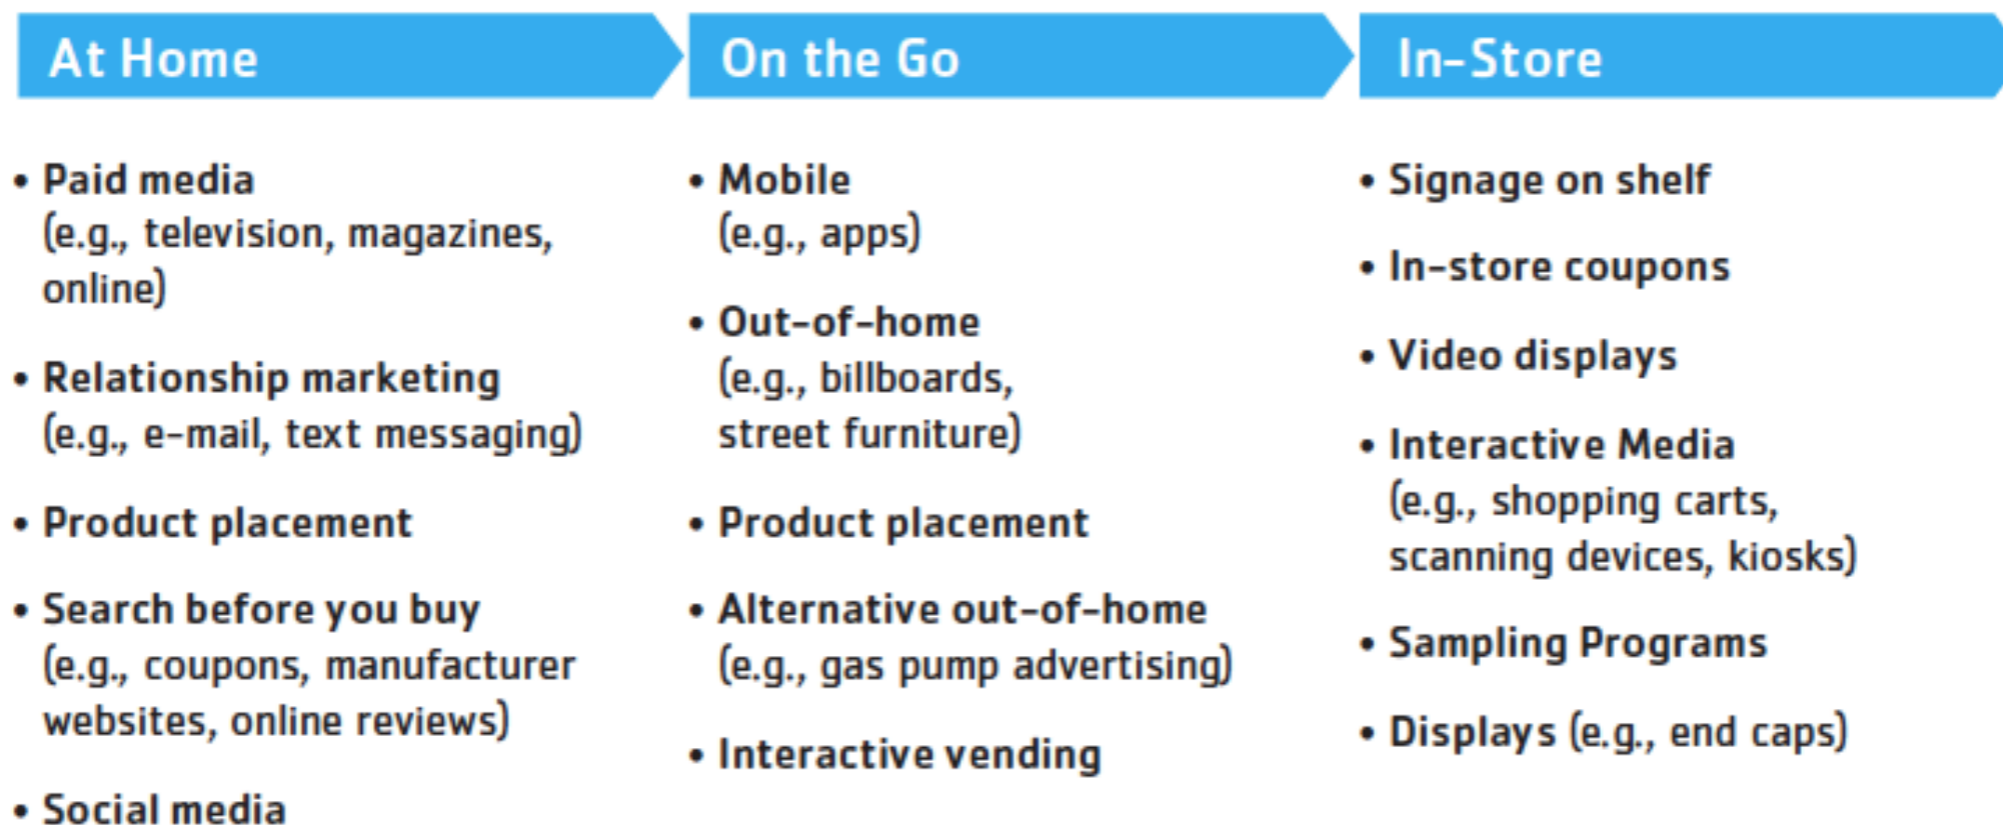 At Home
• Paid media
(e.g., television, magazines,
online)
• Relationship marketing
(e.g., e-mail, text messaging)
• Product placement
• Search before you buy
(e.g., coupons, manufacturer
websites, online reviews)
• Social media
On the Go
• Mobile
(e.g., apps)
• Out-of-home
(e.g., billboards,
street furniture)
• Product placement
• Alternative out-of-home
(e.g., gas pump advertising)
• Interactive vending
In-Store
• Signage on shelf
• In-store coupons
• Video displays
• Interactive Media
(e.g., shopping carts,
scanning devices, kiosks)
• Sampling Programs
• Displays (e.g., end caps)